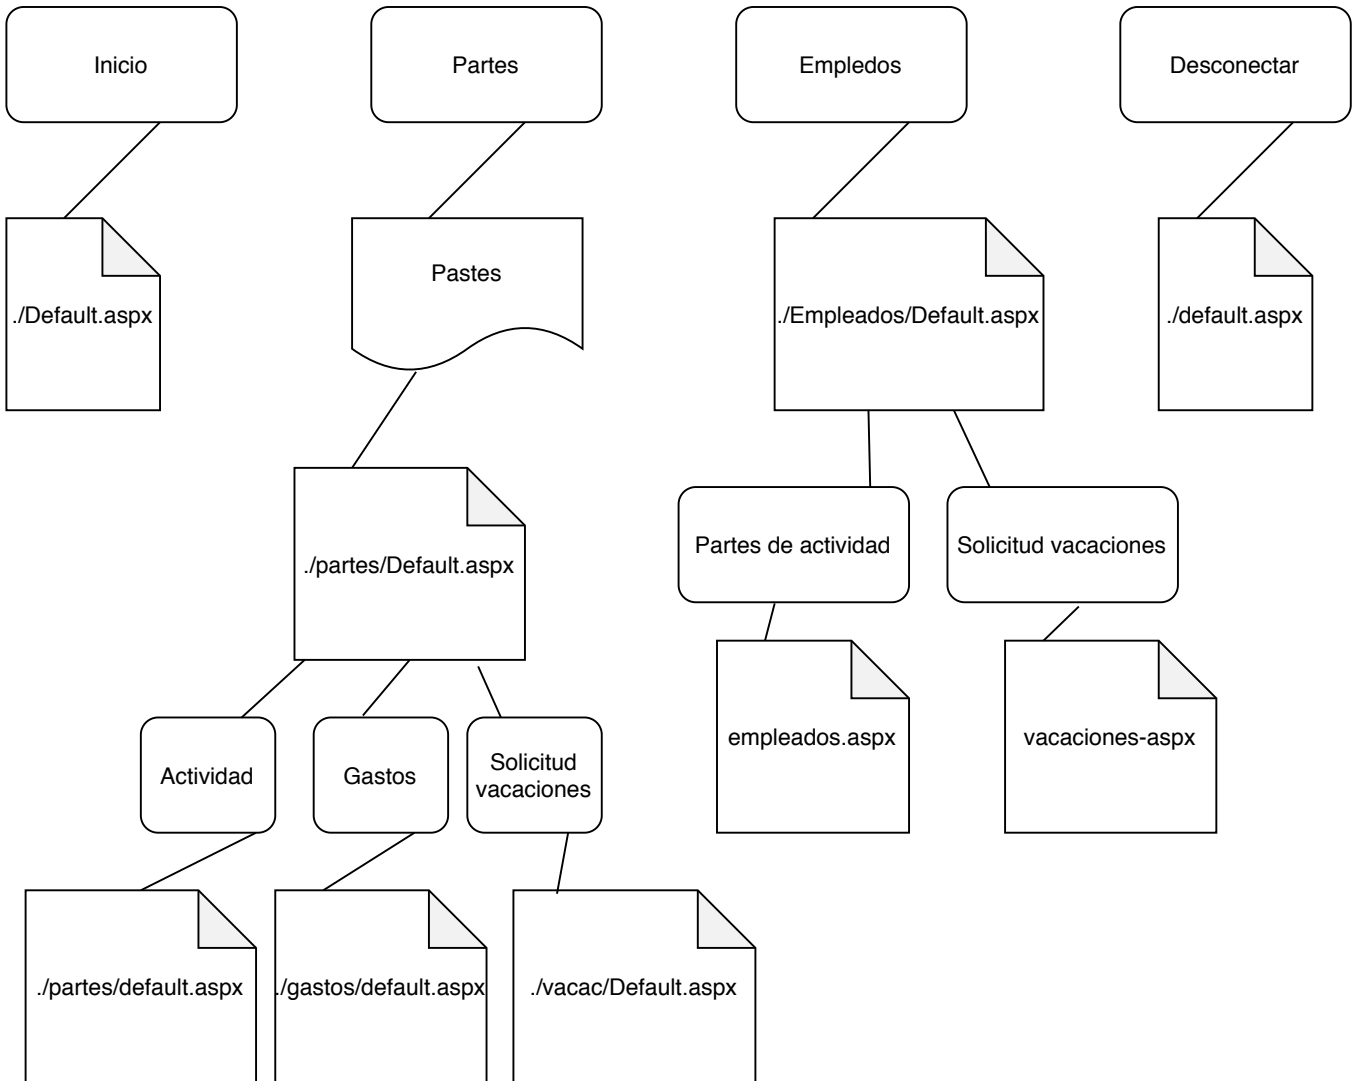 Inicio
Partes
Empledos
Desconectar
./Default.aspx
Pastes
./Empleados/Default.aspx
./default.aspx
./partes/Default.aspx
Partes de actividad
Solicitud vacaciones
empleados.aspx
vacaciones-aspx
Actividad
Gastos
Solicitud
vacaciones
./partes/default.aspx
./gastos/default.aspx
./vacac/Default.aspx